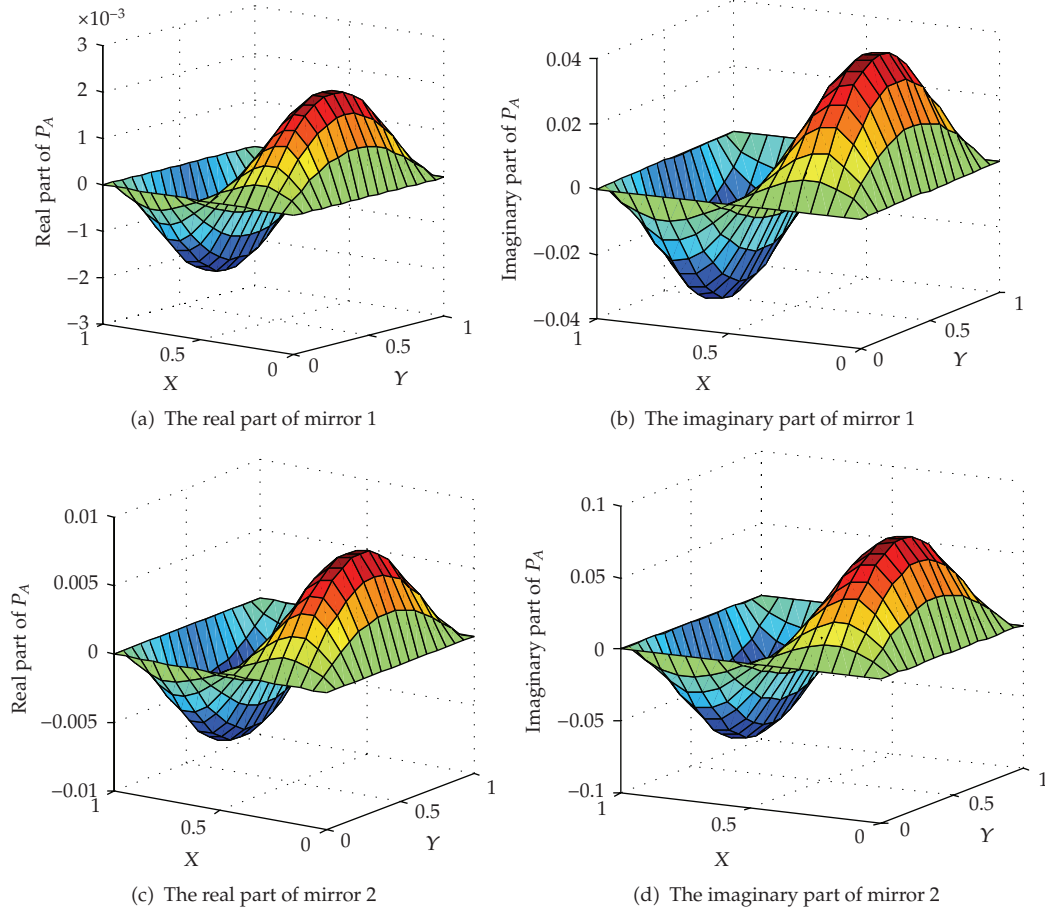 ×10−3
3
2
1
0
−1
−2
−3
Real part of PA
1
0.5
0
X
0
0.5
1
Y
(a) The real part of mirror 1
0.04
0.02
0
−0.02
−0.04
Imaginary part of PA
1
0.5
0
X
0
0.5
1
Y
(b) The imaginary part of mirror 1
0.01
0.005
0
−0.005
−0.01
Real part of PA
1
0.5
0
X
0
0.5
1
Y
(c) The real part of mirror 2
0.1
0.05
0
−0.05
−0.1
Imaginary part of PA
1
0.5
0
X
0
0.5
1
Y
(d) The imaginary part of mirror 2